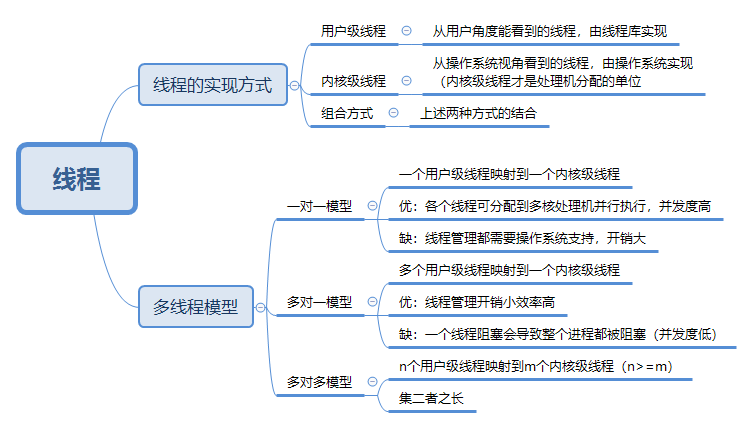 线程
线程的实现方式
用户级线程
从用户角度能看到的线程，由线程库实现
内核级线程
从操作系统视角看到的线程，由操作系统实现
（内核级线程才是处理机分配的单位
组合方式
上述两种方式的结合
多线程模型
一对一模型
一个用户级线程映射到一个内核级线程
优：各个线程可分配到多核处理机并行执行，并发度高
缺：线程管理都需要操作系统支持，开销大
多对一模型
多个用户级线程映射到一个内核级线程
优：线程管理开销小效率高
缺：一个线程阻塞会导致整个进程都被阻塞（并发度低）
多对多模型
n个用户级线程映射到m个内核级线程（n>=m）
集二者之长